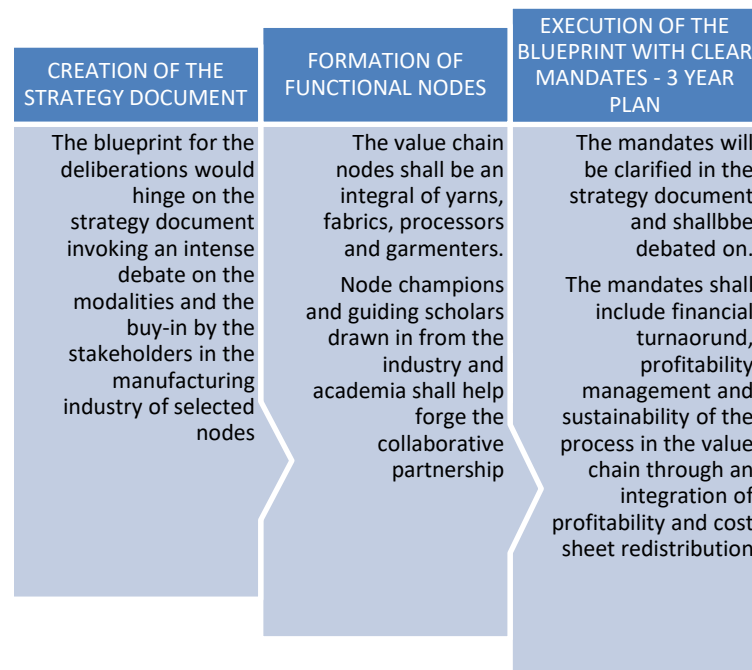 CREATION OF THE
STRATEGY DOCUMENT
The blueprint for the
deliberations would
hinge on the
strategy document
invoking an intense
debate on the
modalities and the
buy-in by the
stakeholders in the
manufacturing
industry of selected
nodes
FORMATION OF
FUNCTIONAL NODES
The value chain
nodes shall be an
integral of yarns,
fabrics, processors
and garmenters.
Node champions
and guiding scholars
drawn in from the
industry and
academia shall help
forge the
collaborative
partnership
EXECUTION OF THE
BLUEPRINT WITH CLEAR
MANDATES - 3 YEAR
PLAN
The mandates will
be clarified in the
strategy document
and shallbbe
debated on.
The mandates shall
include financial
turnaorund,
profitability
management and
sustainability of the
process in the value
chain through an
integration of
profitability and cost
sheet redistribution